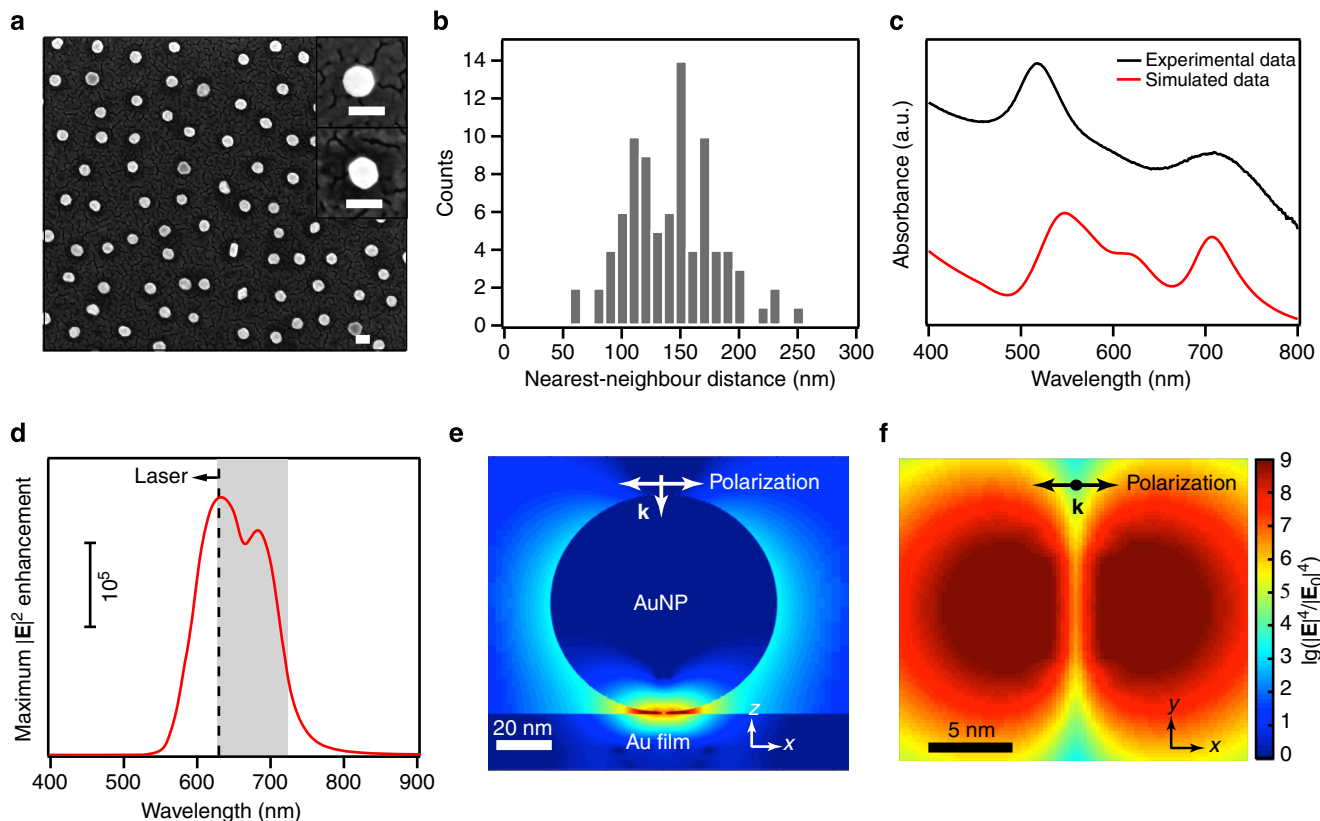 a
b
14
12
10
8
6
4
2
0
Counts
0
50
100
150
200
250
300
Nearest-neighbour distance (nm)
c
Experimental data
Simulated data
Absorbance (a.u.)
400
500
600
700
800
Wavelength (nm)
d
Laser
Maximum |E|² enhancement
10⁵
400
500
600
700
800
900
Wavelength (nm)
e
Polarization
k
AuNP
20 nm
Au film
z
x
f
Polarization
k
5 nm
y
x
9
8
7
6
5
4
3
2
1
0
lg(|E|⁴/|E₀|⁴)